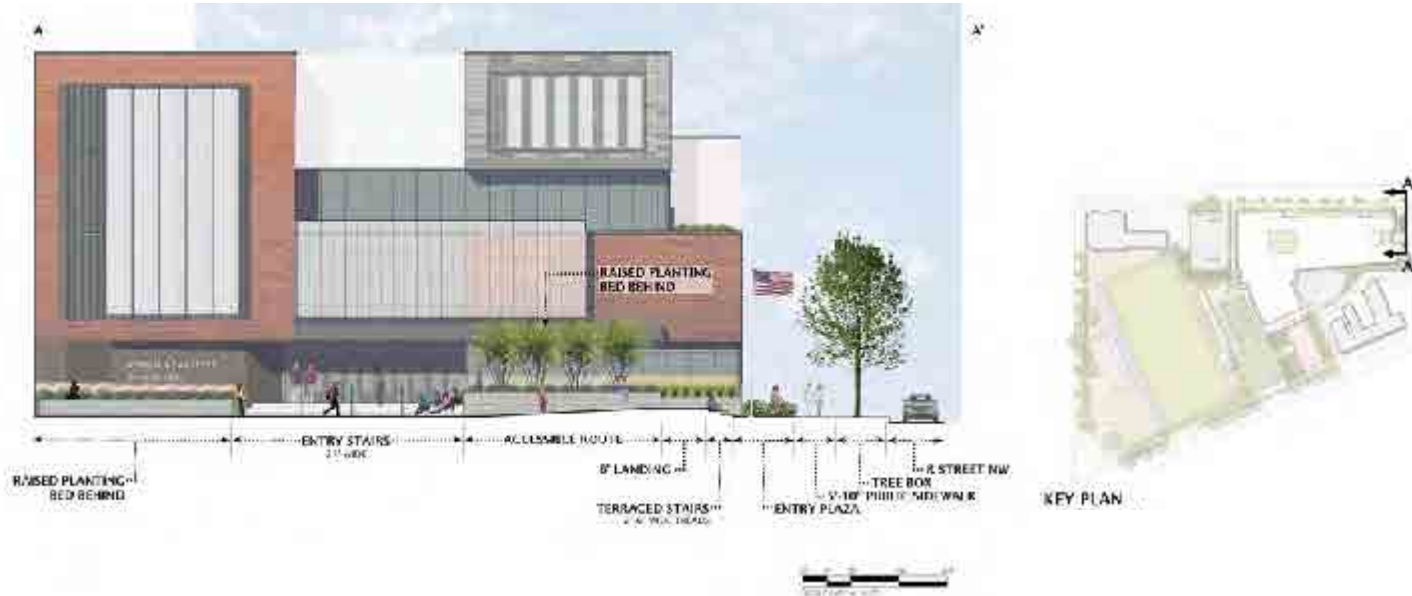 A
A'
RAISED PLANTING
BED BEHIND
ENTRY STAIRS
WIDE
ACCESSIBLE ROUTE
RAISED PLANTING
BED BEHIND
8' LANDING
R STREET NW
TREE BOX
PUBLIC SIDEWALK
TERRACED STAIRS
ENTRY PLAZA
A
A
KEY PLAN